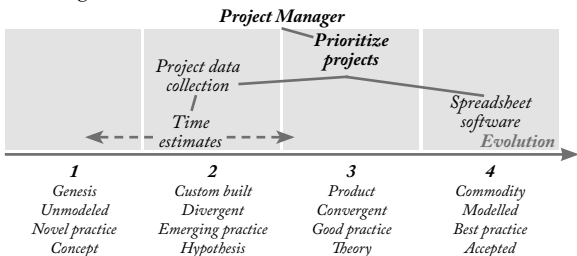 Project Manager
Prioritize
projects
Project data
collection
Time
estimates
Spreadsheet
software
Evolution
1 2 3 4
Genesis Custom built Product Commodity
Unmodeled Divergent Convergent Modelled
Novel practice Emerging practice Good practice Best practice
Concept Hypothesis Theory Accepted